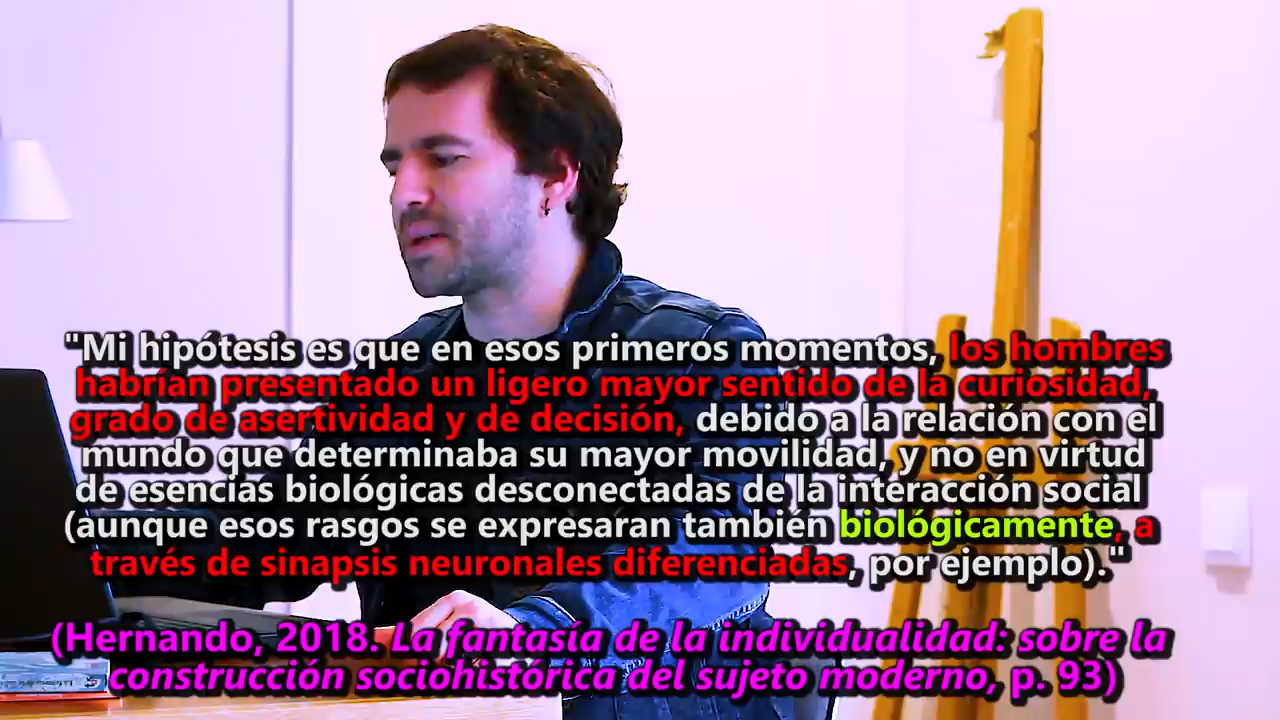 "Mi hipótesis es que en esos primeros momentos, los hombres
habrían presentado un ligero mayor sentido de la curiosidad,
grado de asertividad y de decisión, debido a la relación con el
mundo que determinaba su mayor movilidad, y no en virtud
de esencias biológicas desconectadas de la interacción social
(aunque esos rasgos se expresaran también biológicamente, a
través de sinapsis neuronales diferenciadas, por ejemplo)."
(Hernando, 2018. La fantasía de la individualidad: sobre la
construcción sociohistórica del sujeto moderno, p. 93)